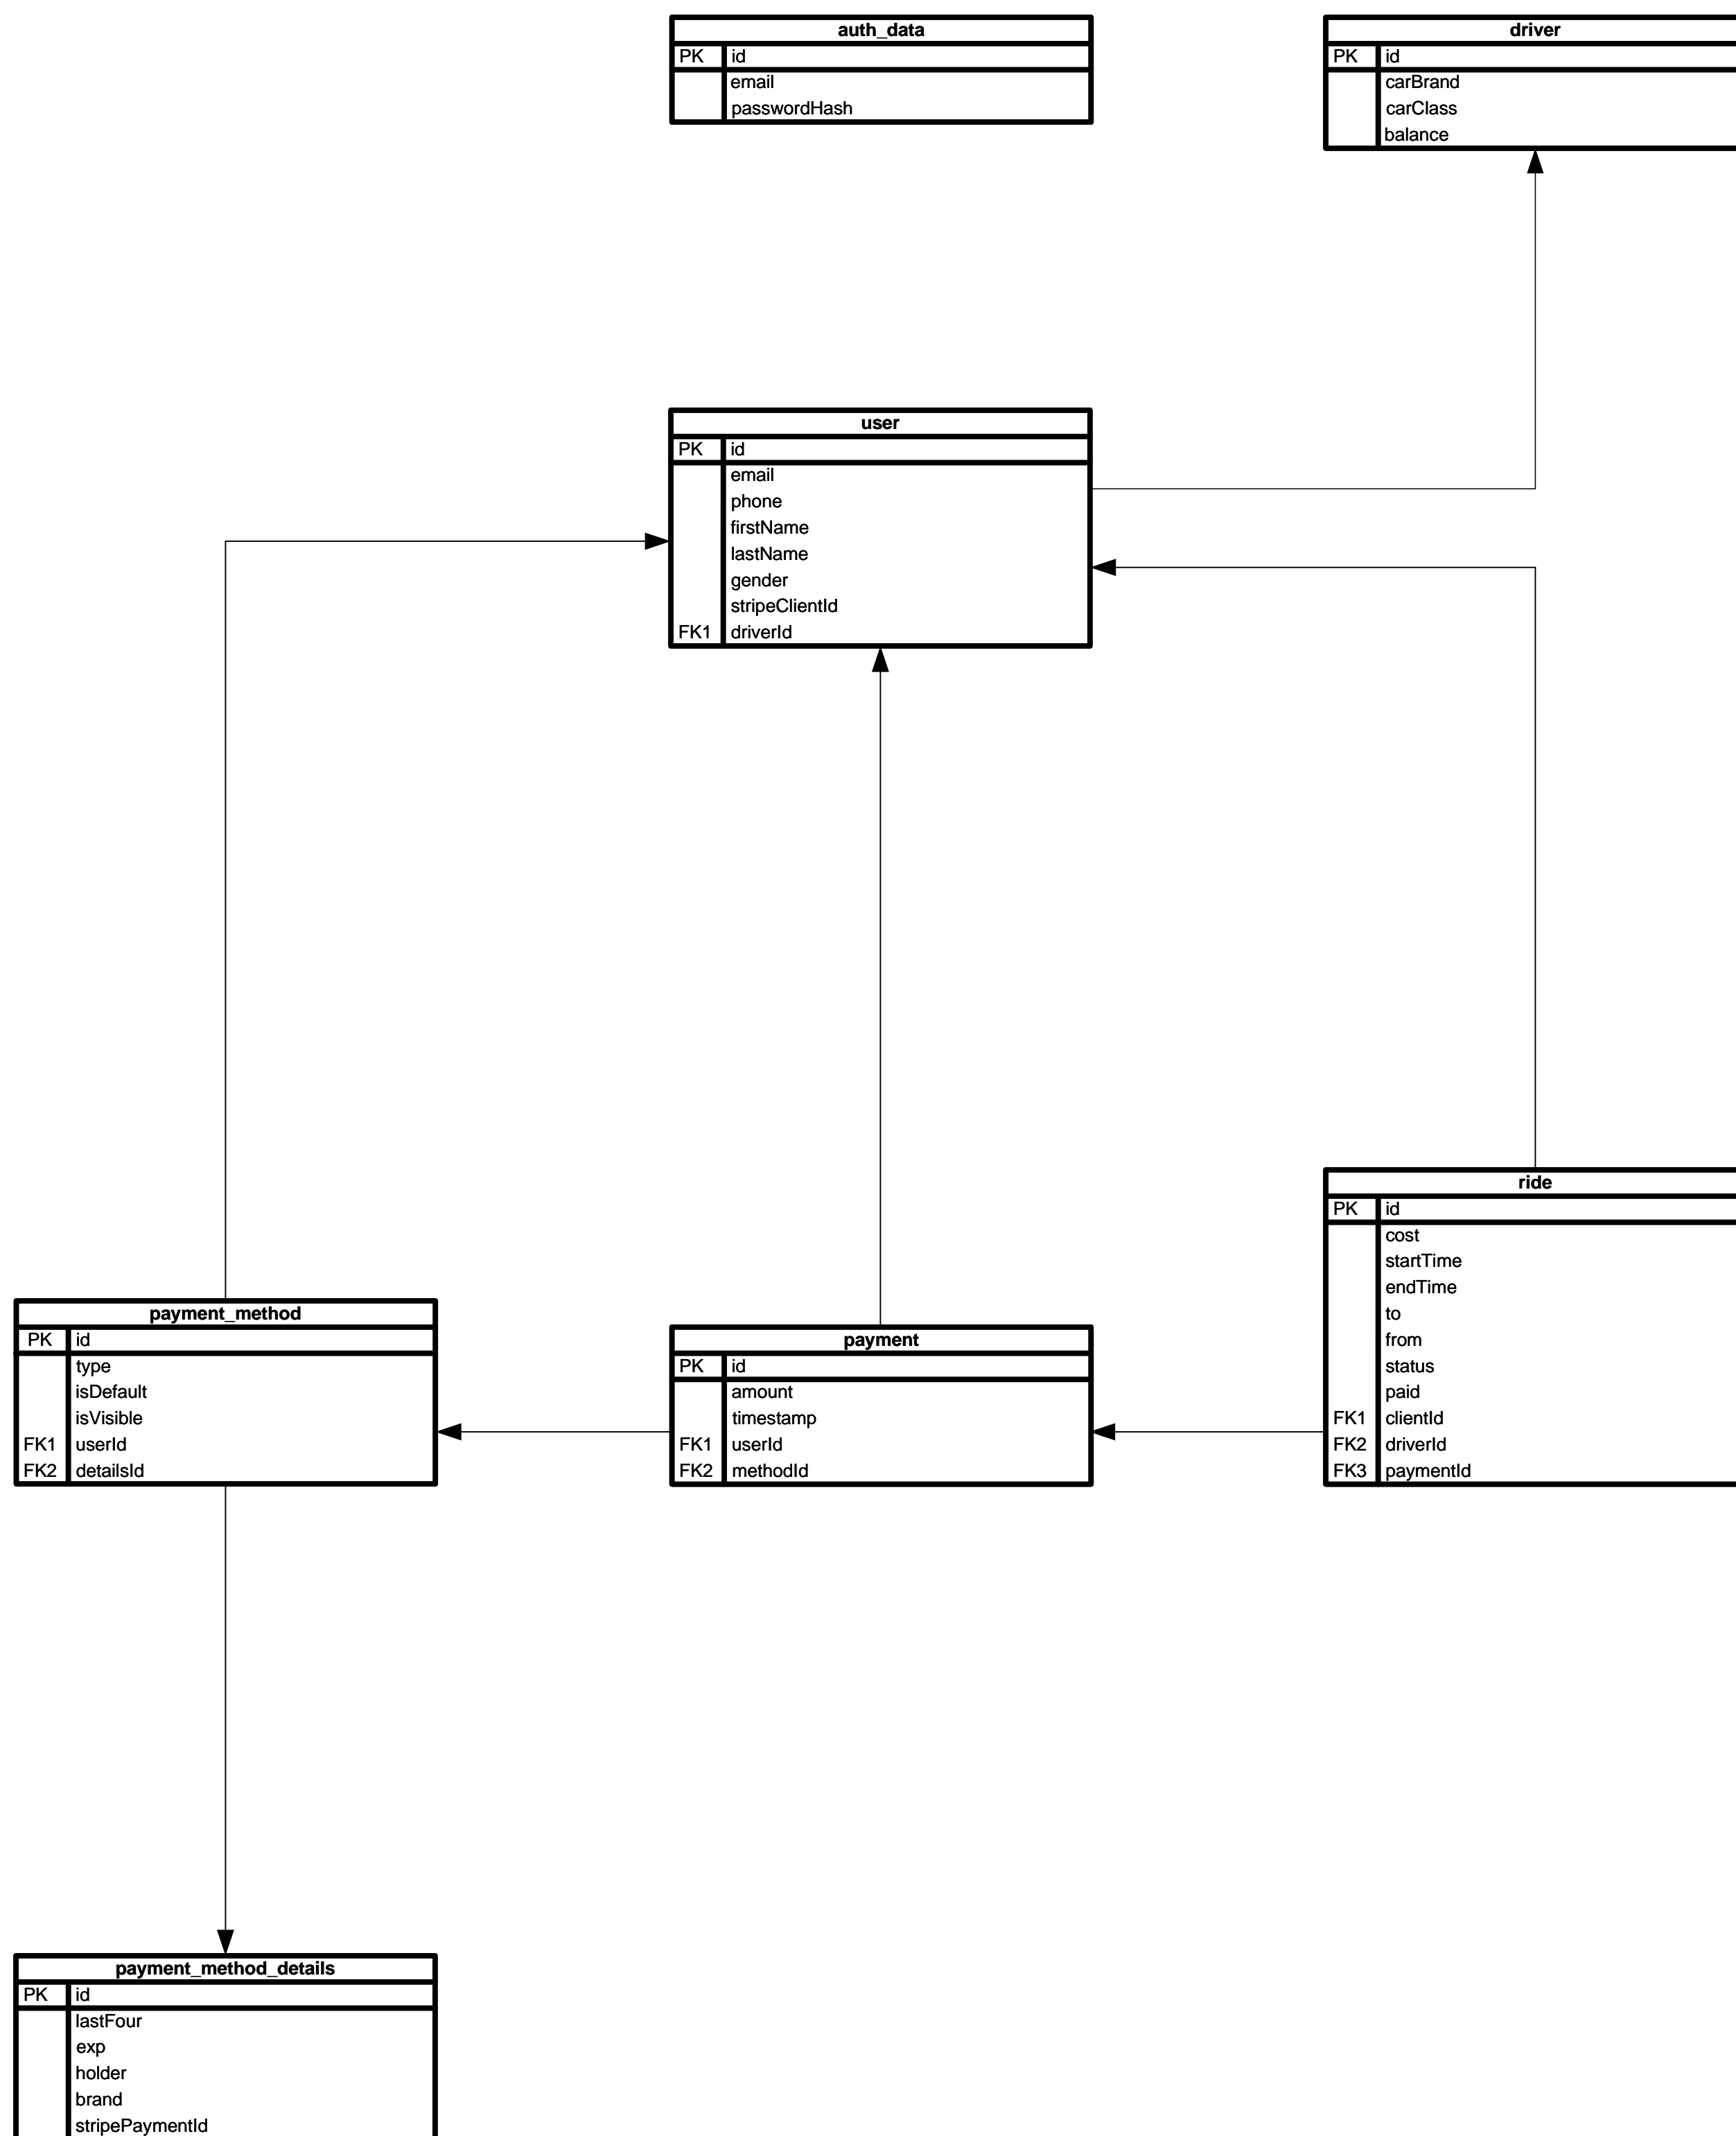 auth_data
PK id
email
passwordHash
driver
PK id
carBrand
carClass
balance
user
PK id
email
phone
firstName
lastName
gender
stripeClientId
FK1 driverId
ride
PK id
cost
startTime
endTime
to
from
status
paid
FK1 clientId
FK2 driverId
FK3 paymentId
payment_method
PK id
type
isDefault
isVisible
FK1 userId
FK2 detailsId
payment
PK id
amount
timestamp
FK1 userId
FK2 methodId
payment_method_details
PK id
lastFour
exp
holder
brand
stripePaymentId